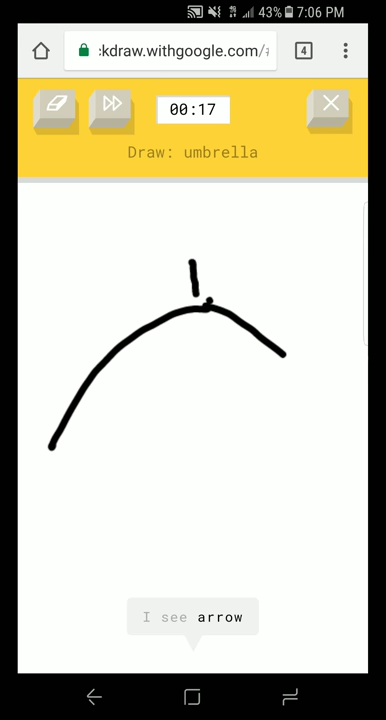 43% 7:06 PM
kdraw.withgoogle.com/
4
00:17
Draw: umbrella
I see arrow